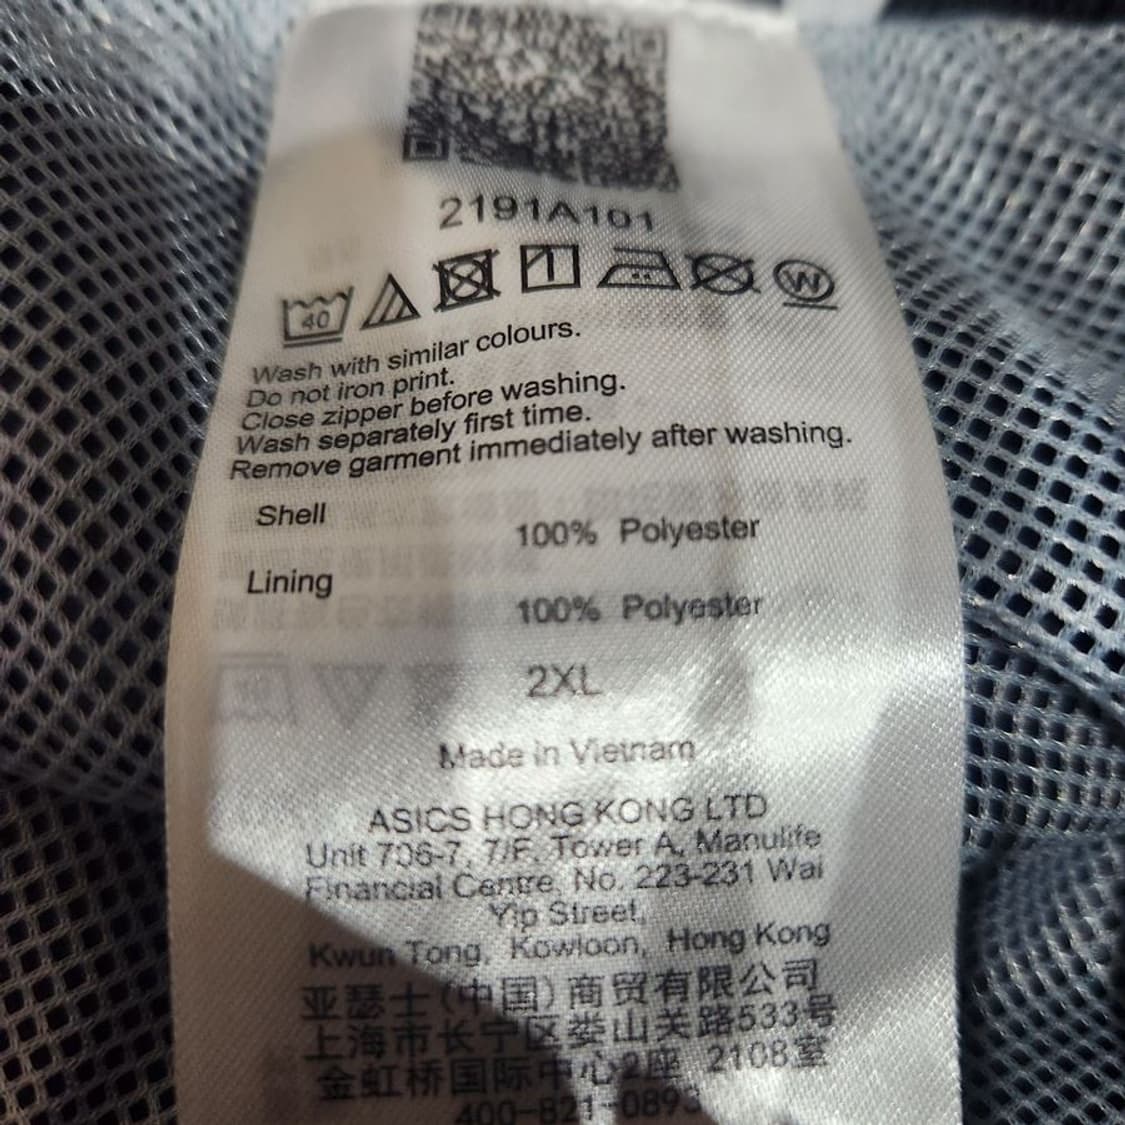 2191A101
40
W
Wash with similar colours.
Do not iron print.
Close zipper before washing.
Wash separately first time.
Remove garment immediately after washing.
Shell
100% Polyester
Lining
100% Polyester
2XL
Made in Vietnam
ASICS HONG KONG LTD
Unit 706-7, 7/F, Tower A, Manulife
Financial Centre, No. 223-231 Wai
Yip Street,
Kwun Tong, Kowloon, Hong Kong
亚瑟士(中国)商贸有限公司
上海市长宁区娄山关路533号
金虹桥国际中心2座 2108室
400-821-0893